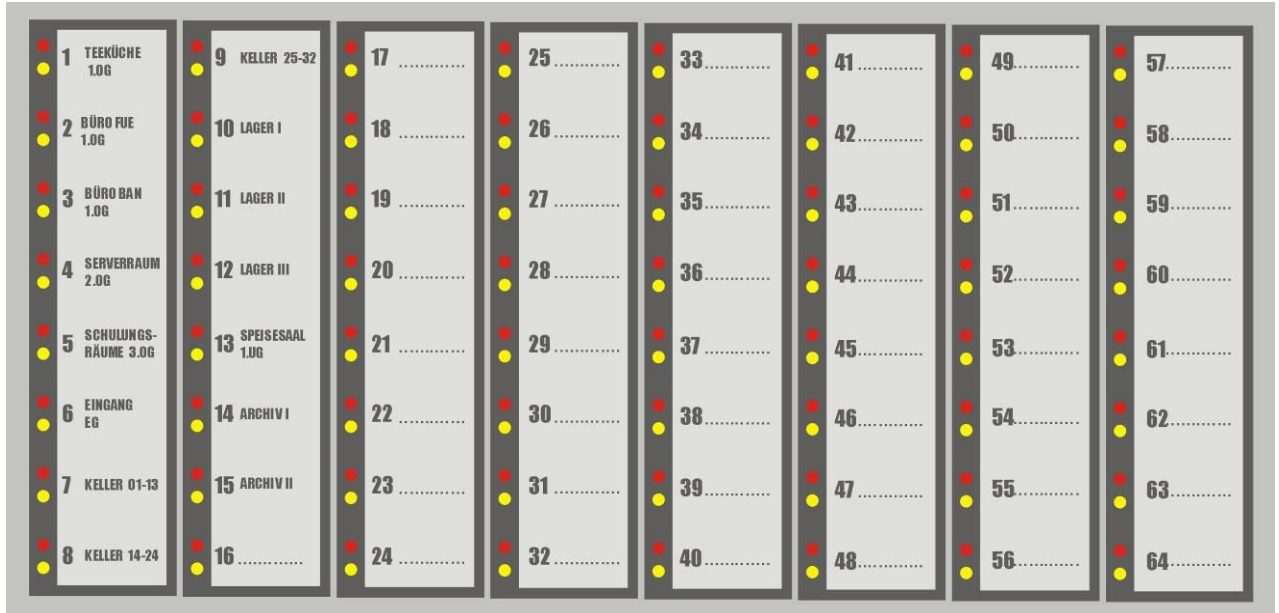 1 TEEKÜCHE
1.OG
2 BÜRO FUE
1.OG
3 BÜRO BAN
1.OG
4 SERVERRAUM
2.OG
5 SCHULUNGS-
RÄUME 3.OG
6 EINGANG
EG
7 KELLER 01-13
8 KELLER 14-24
9 KELLER 25-32
10 LAGER I
11 LAGER II
12 LAGER III
13 SPEISESAAL
1.UG
14 ARCHIV I
15 ARCHIV II
16 ............
17 ............
18 ............
19 ............
20 ............
21 ............
22 ............
23 ............
24 ............
25 ............
26 ............
27 ............
28 ............
29 ............
30 ............
31 ............
32 ............
33 ............
34 ............
35 ............
36 ............
37 ............
38 ............
39 ............
40 ............
41 ............
42 ............
43 ............
44 ............
45 ............
46 ............
47 ............
48 ............
49 ............
50 ............
51 ............
52 ............
53 ............
54 ............
55 ............
56 ............
57 ............
58 ............
59 ............
60 ............
61 ............
62 ............
63 ............
64 ............